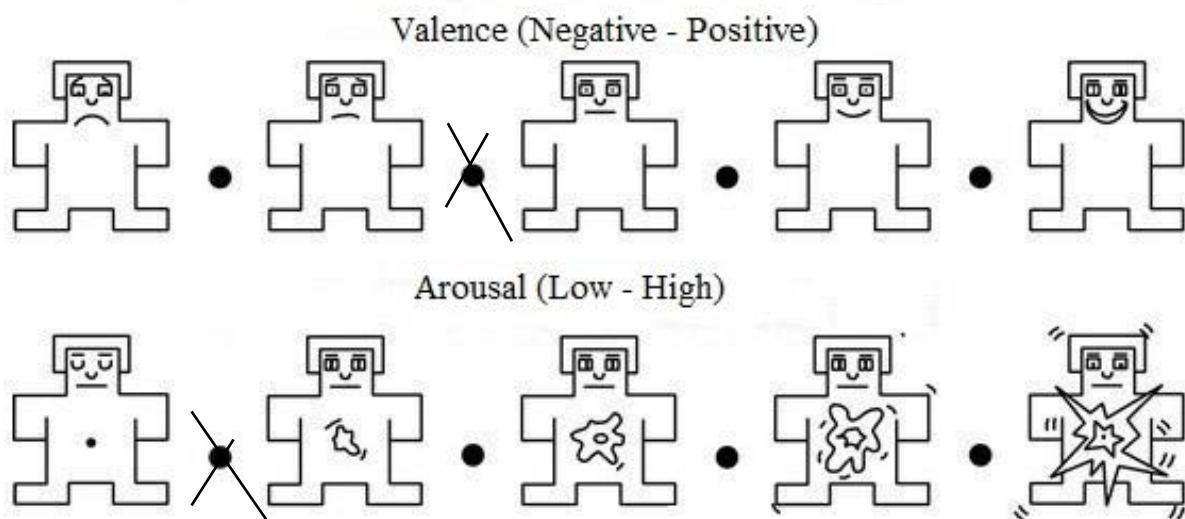 Valence (Negative - Positive)
Arousal (Low - High)